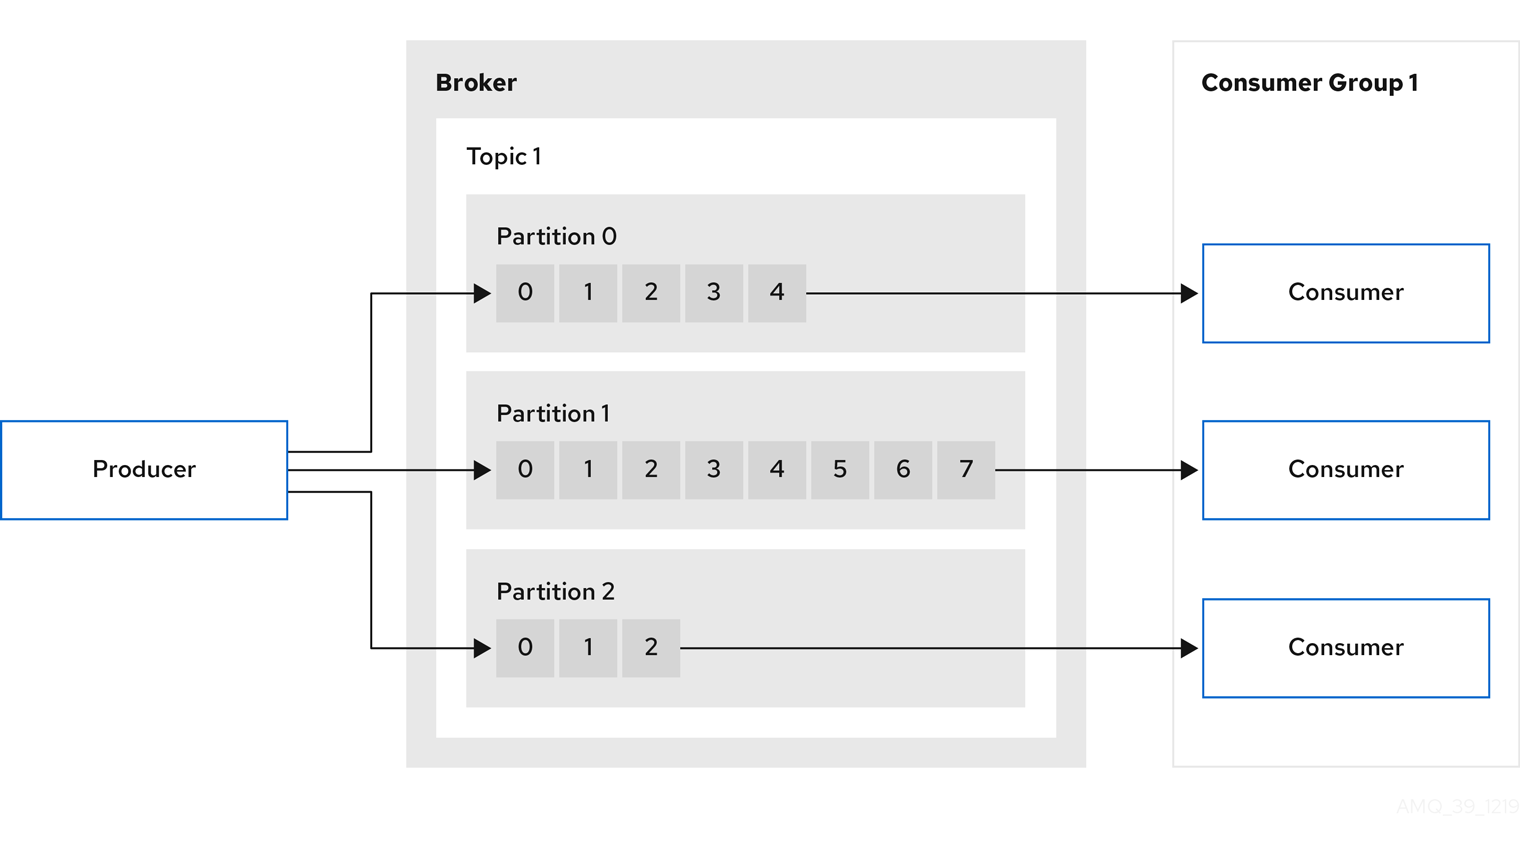 Broker
Consumer Group 1
Topic 1
Partition 0
0 1 2 3 4
Consumer
Partition 1
Producer
0 1 2 3 4 5 6 7
Consumer
Partition 2
0 1 2
Consumer
AMQ_39_1219